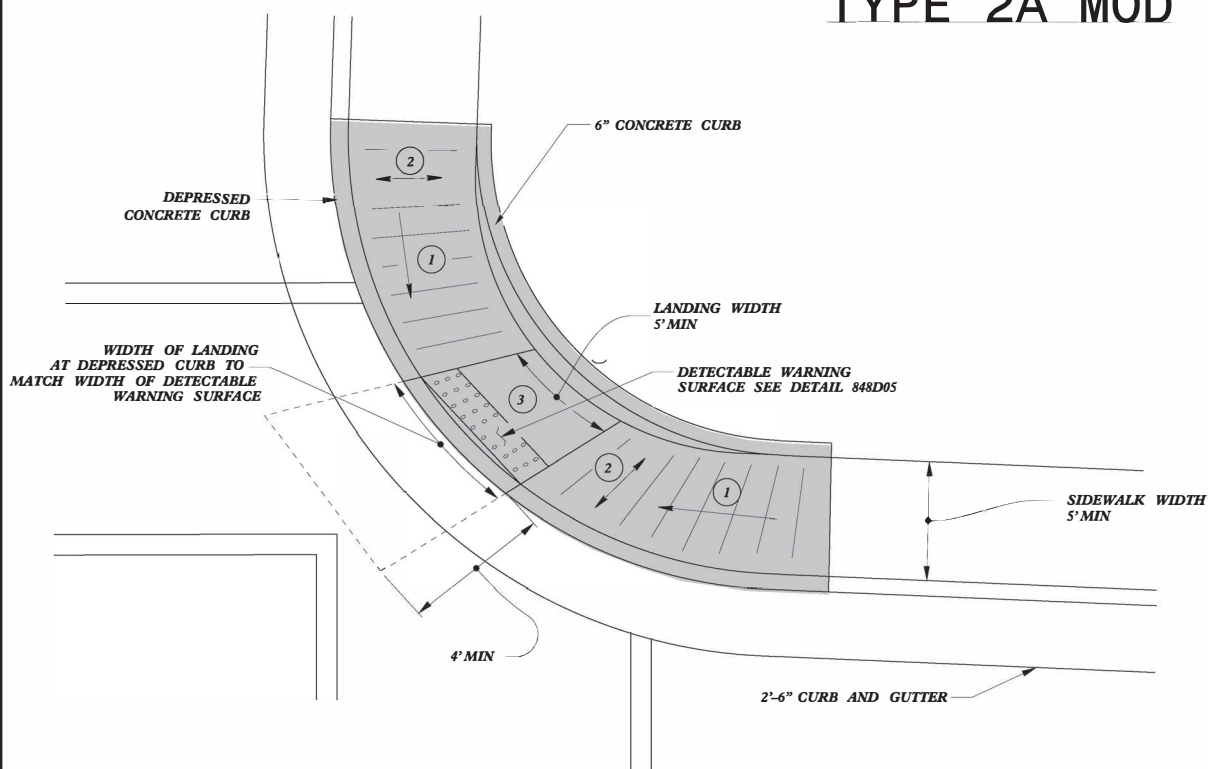 TYPE 2A MOD
6" CONCRETE CURB
2
DEPRESSED
CONCRETE CURB
1
LANDING WIDTH
5' MIN
WIDTH OF LANDING
AT DEPRESSED CURB TO
MATCH WIDTH OF DETECTABLE
WARNING SURFACE
DETECTABLE WARNING
SURFACE SEE DETAIL 848D05
3
2
1
SIDEWALK WIDTH
5' MIN
4' MIN
2'-6" CURB AND GUTTER